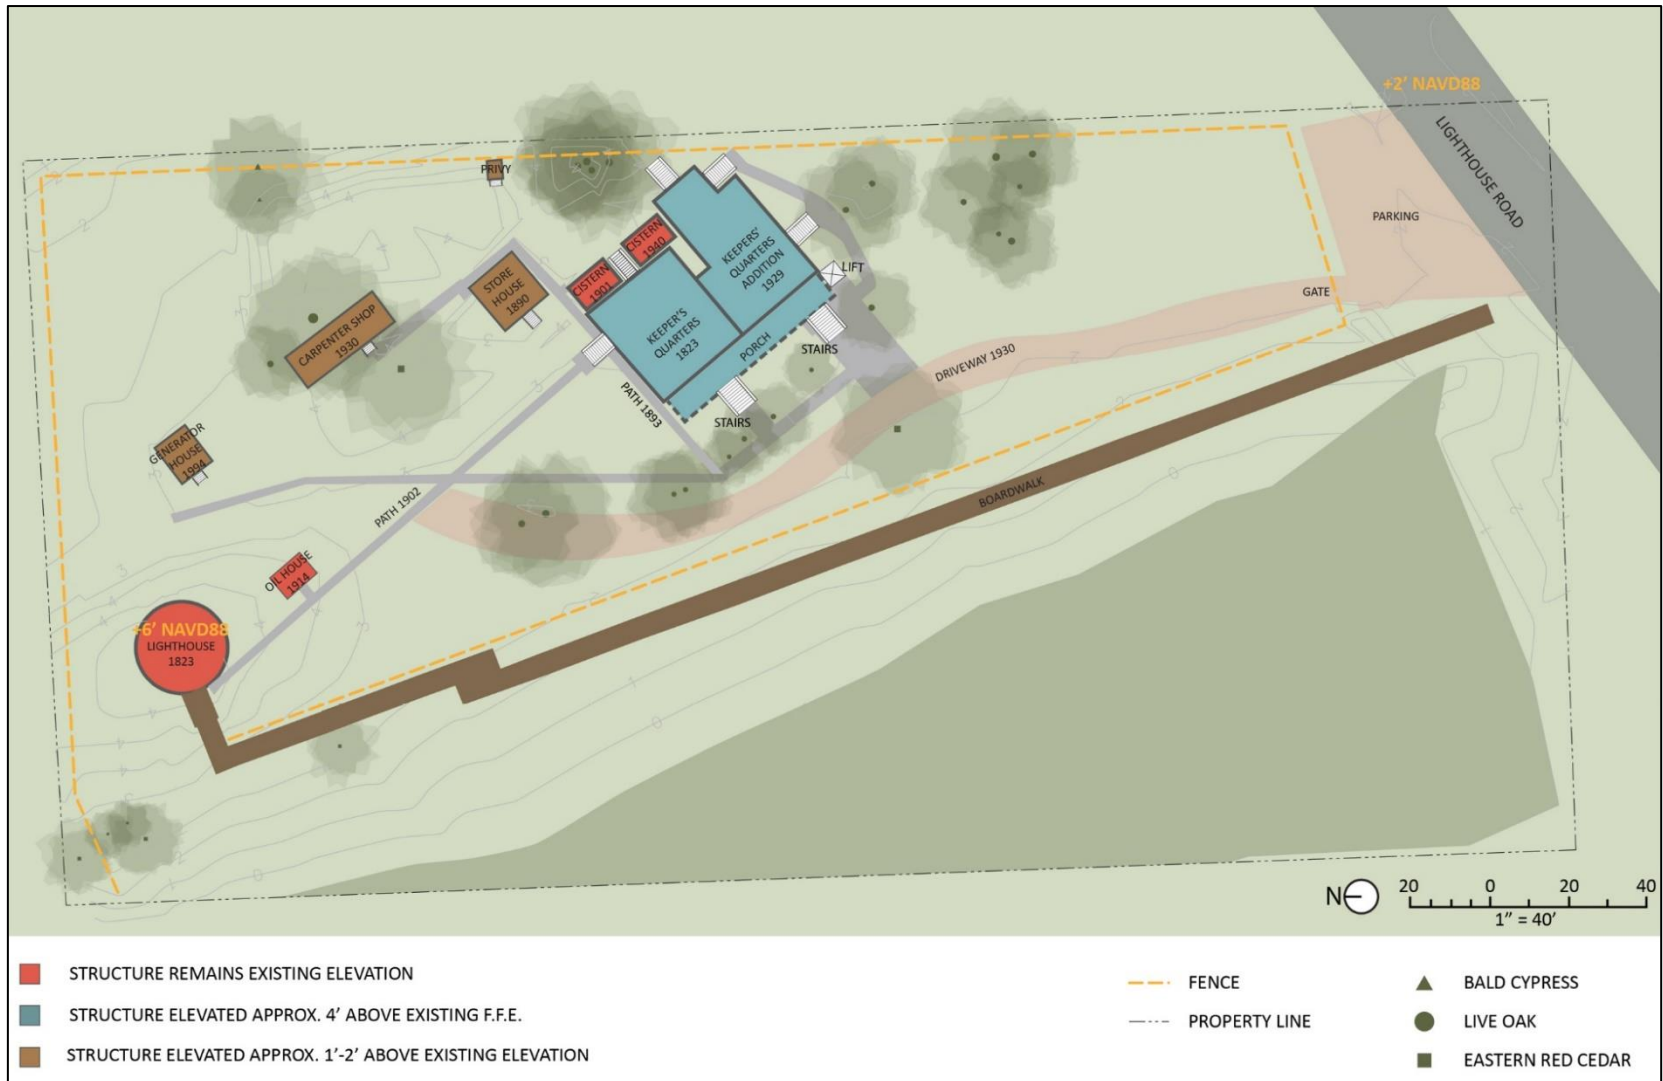 +2' NAVD88
LIGHTHOUSE ROAD
PARKING
GATE
PRIVY
CISTERN
1940
CISTERN
1901
KEEPERS'
QUARTERS
ADDITION
1929
LIFT
STORE
HOUSE
1890
CARPENTER SHOP
1930
KEEPER'S
QUARTERS
1823
PORCH
STAIRS
STAIRS
DRIVEWAY 1930
PATH 1893
GENERATOR
HOUSE
1994
PATH 1902
BOARDWALK
OIL HOUSE
1914
+6' NAVD88
LIGHTHOUSE
1823
N
20 0 20 40
1" = 40'
STRUCTURE REMAINS EXISTING ELEVATION
STRUCTURE ELEVATED APPROX. 4' ABOVE EXISTING F.F.E.
STRUCTURE ELEVATED APPROX. 1'-2' ABOVE EXISTING ELEVATION
FENCE
PROPERTY LINE
BALD CYPRESS
LIVE OAK
EASTERN RED CEDAR